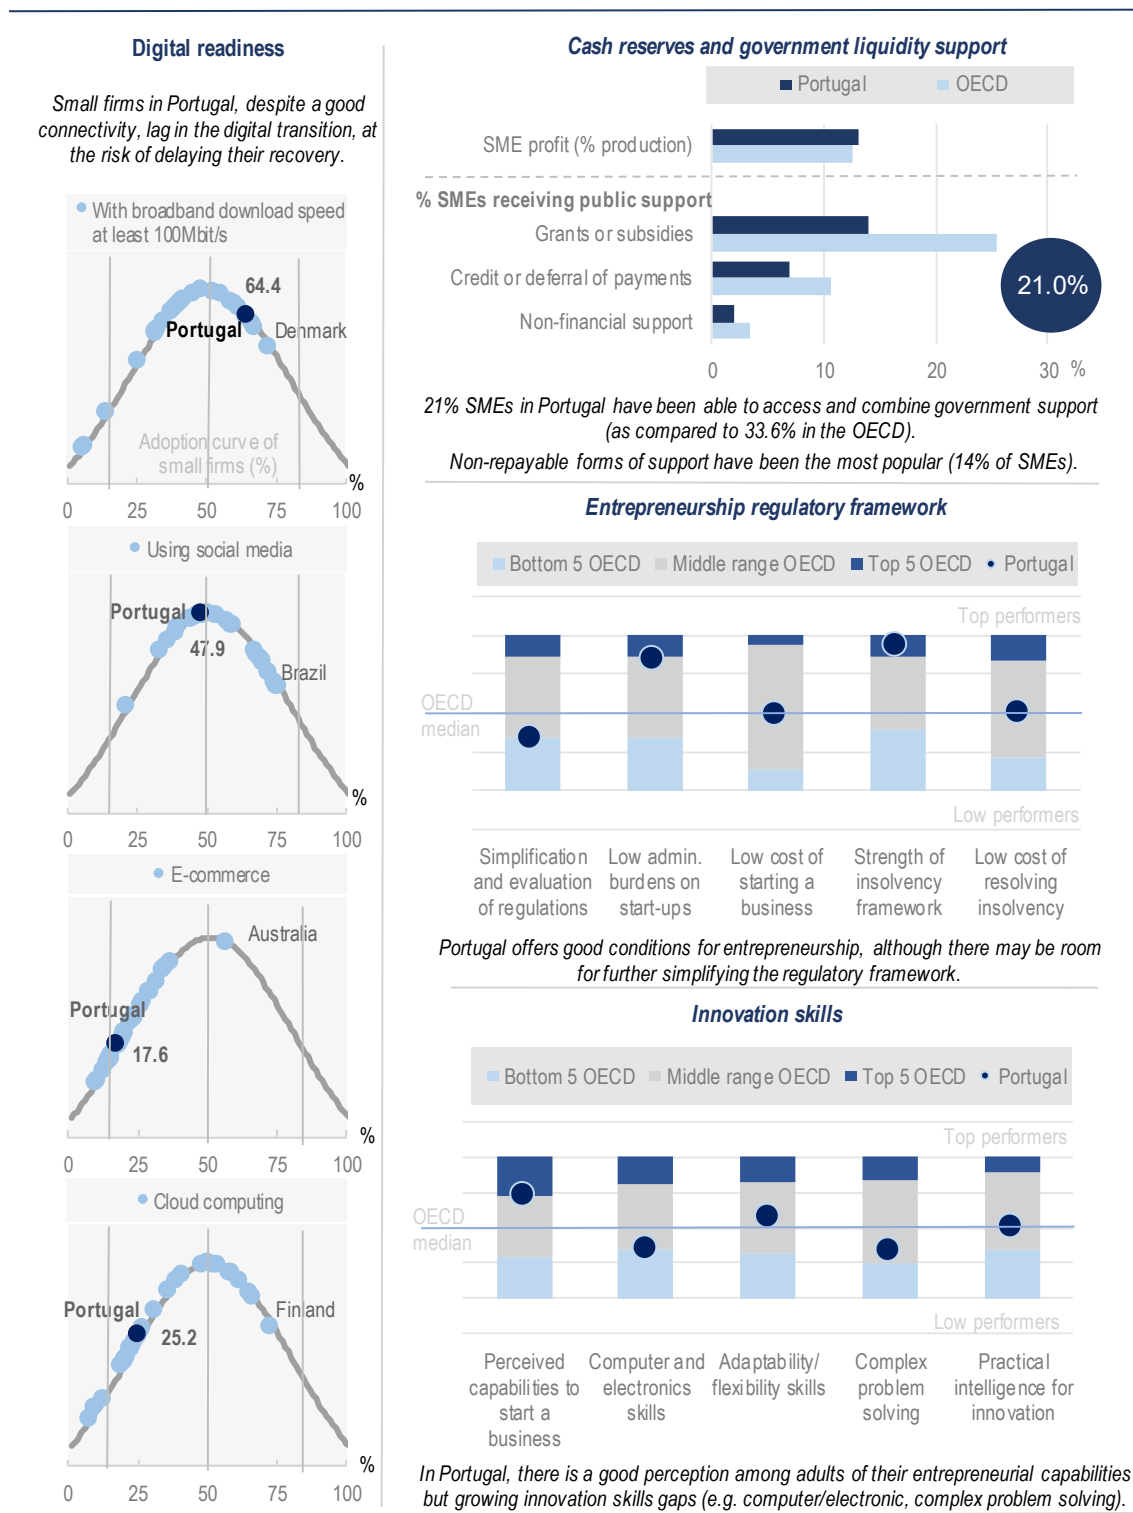 Digital readiness
Small firms in Portugal, despite a good
connectivity, lag in the digital transition, at
the risk of delaying their recovery.
With broadband download speed
at least 100Mbit/s
64.4
Portugal
Denmark
Adoption curve of
small firms (%)
%
0 25 50 75 100
Using social media
Portugal
47.9
Brazil
%
0 25 50 75 100
E-commerce
Australia
Portugal
17.6
%
0 25 50 75 100
Cloud computing
Portugal
Finland
25.2
%
0 25 50 75 100
Cash reserves and government liquidity support
Portugal OECD
SME profit (% production)
% SMEs receiving public support
Grants or subsidies
Credit or deferral of payments
21.0%
Non-financial support
0 10 20 30 %
21% SMEs in Portugal have been able to access and combine government support
(as compared to 33.6% in the OECD).
Non-repayable forms of support have been the most popular (14% of SMEs).
Entrepreneurship regulatory framework
Bottom 5 OECD Middle range OECD Top 5 OECD Portugal
Top performers
OECD
median
Low performers
Simplification
and evaluation
of regulations
Low admin.
burdens on
start-ups
Low cost of
starting a
business
Strength of
insolvency
framework
Low cost of
resolving
insolvency
Portugal offers good conditions for entrepreneurship, although there may be room
for further simplifying the regulatory framework.
Innovation skills
Bottom 5 OECD Middle range OECD Top 5 OECD Portugal
Top performers
OECD
median
Low performers
Perceived
capabilities to
start a
business
Computer and
electronics
skills
Adaptability/
flexibility skills
Complex
problem
solving
Practical
intelligence for
innovation
In Portugal, there is a good perception among adults of their entrepreneurial capabilities
but growing innovation skills gaps (e.g. computer/electronic, complex problem solving).